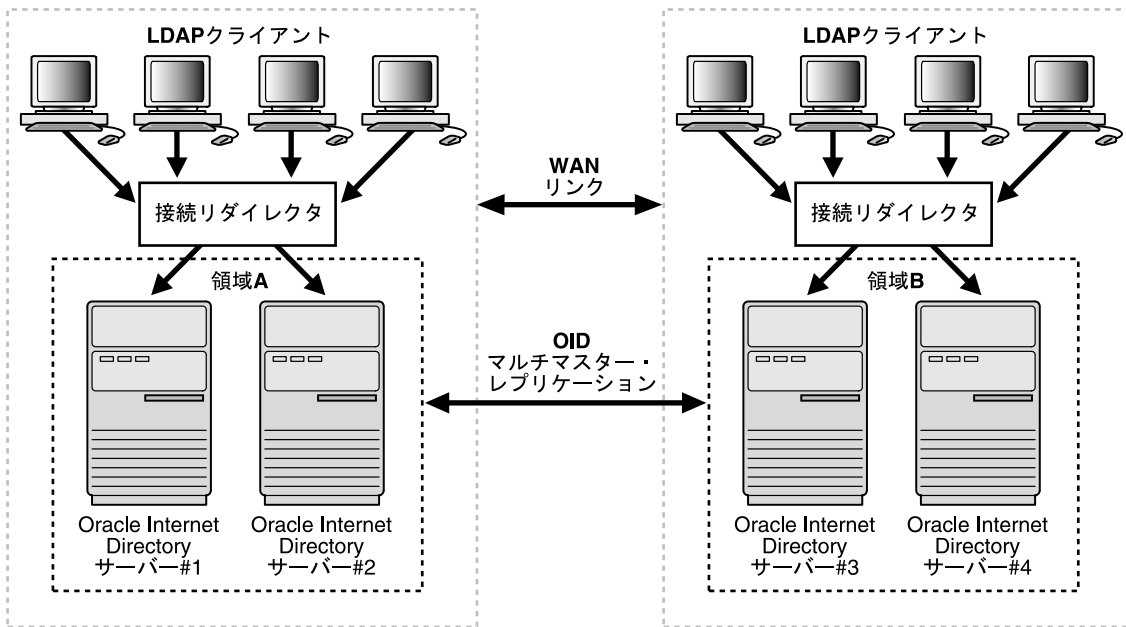 LDAPクライアント
接続リダイレクタ
領域A
Oracle Internet
Directory
サーバー#1
Oracle Internet
Directory
サーバー#2
WAN
リンク
OID
マルチマスター・
レプリケーション
LDAPクライアント
接続リダイレクタ
領域B
Oracle Internet
Directory
サーバー#3
Oracle Internet
Directory
サーバー#4